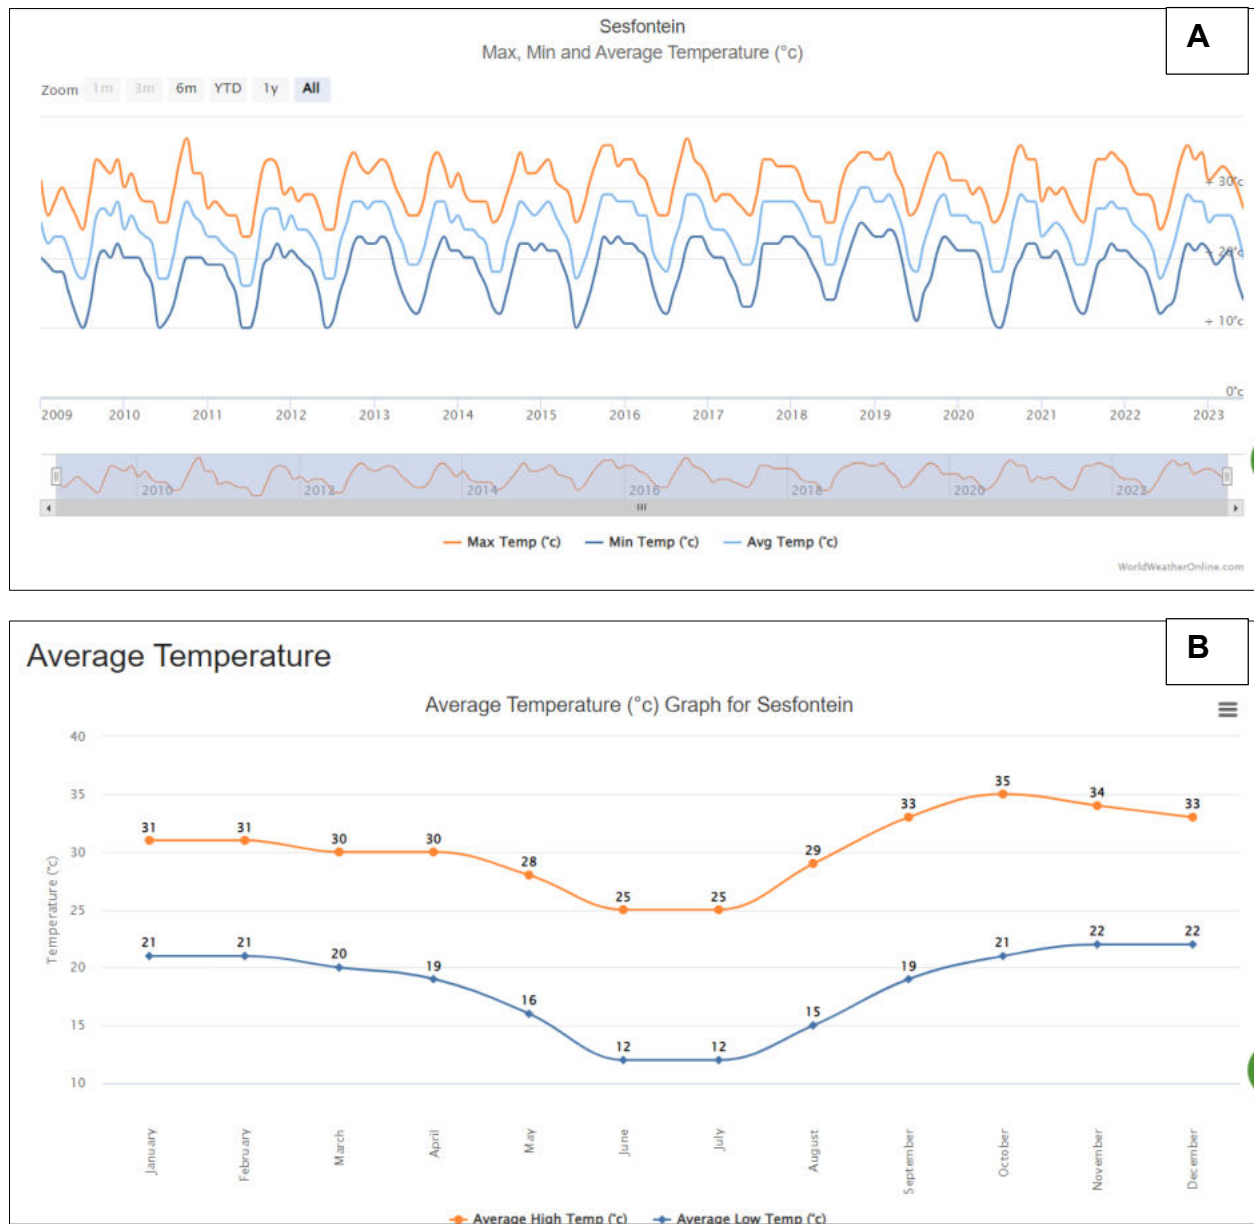 Sesfontein
A
Max, Min and Average Temperature (°c)
Zoom 1m 3m 6m YTD 1y All
+ 30°c
+ 20°c
+ 10°c
0°c
2009 2010 2011 2012 2013 2014 2015 2016 2017 2018 2019 2020 2021 2022 2023
2010 2012 2014 2016 2018 2020 2022
Max Temp (°c) Min Temp (°c) Avg Temp (°c)
WorldWeatherOnline.com
B
Average Temperature
Average Temperature (°c) Graph for Sesfontein
Temperature (°c)
40
35
30
25
20
15
10
31 31 30 30 28 25 25 29 33 35 34 33
21 21 20 19 16 12 12 15 19 21 22 22
January February March April May June July August September October November December
Average High Temp (°c) Average Low Temp (°c)